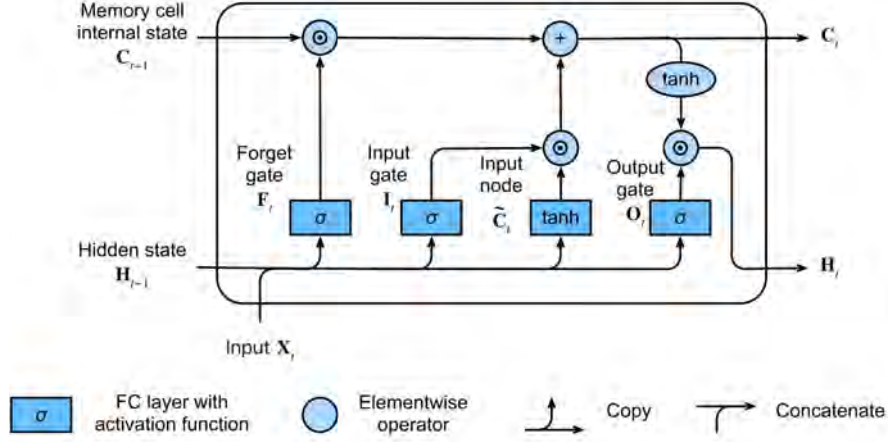 Memory cell
internal state
C_{t-1}
⊙
+
C_t
tanh
Forget
gate
F_t
Input
gate
I_t
Input
node
C̃_t
⊙
Output
gate
O_t
⊙
σ
σ
tanh
σ
Hidden state
H_{t-1}
H_t
Input X_t
σ
FC layer with
activation function
Elementwise
operator
Copy
Concatenate